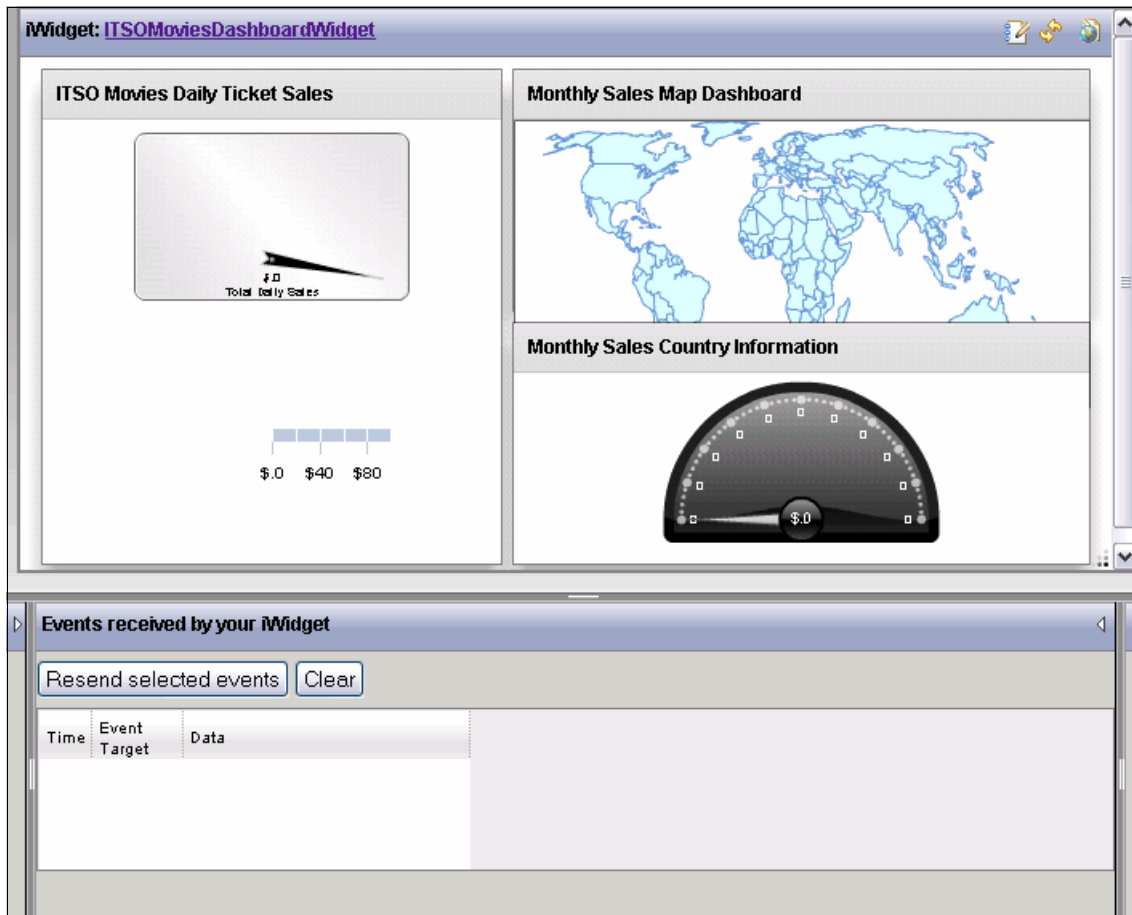 iWidget: ITSOMoviesDashboardWidget
ITSO Movies Daily Ticket Sales
$.0
Total Daily Sales
$.0 $40 $80
Monthly Sales Map Dashboard
Monthly Sales Country Information
$.0
Events received by your iWidget
Resend selected events
Clear
Time
Event
Target
Data